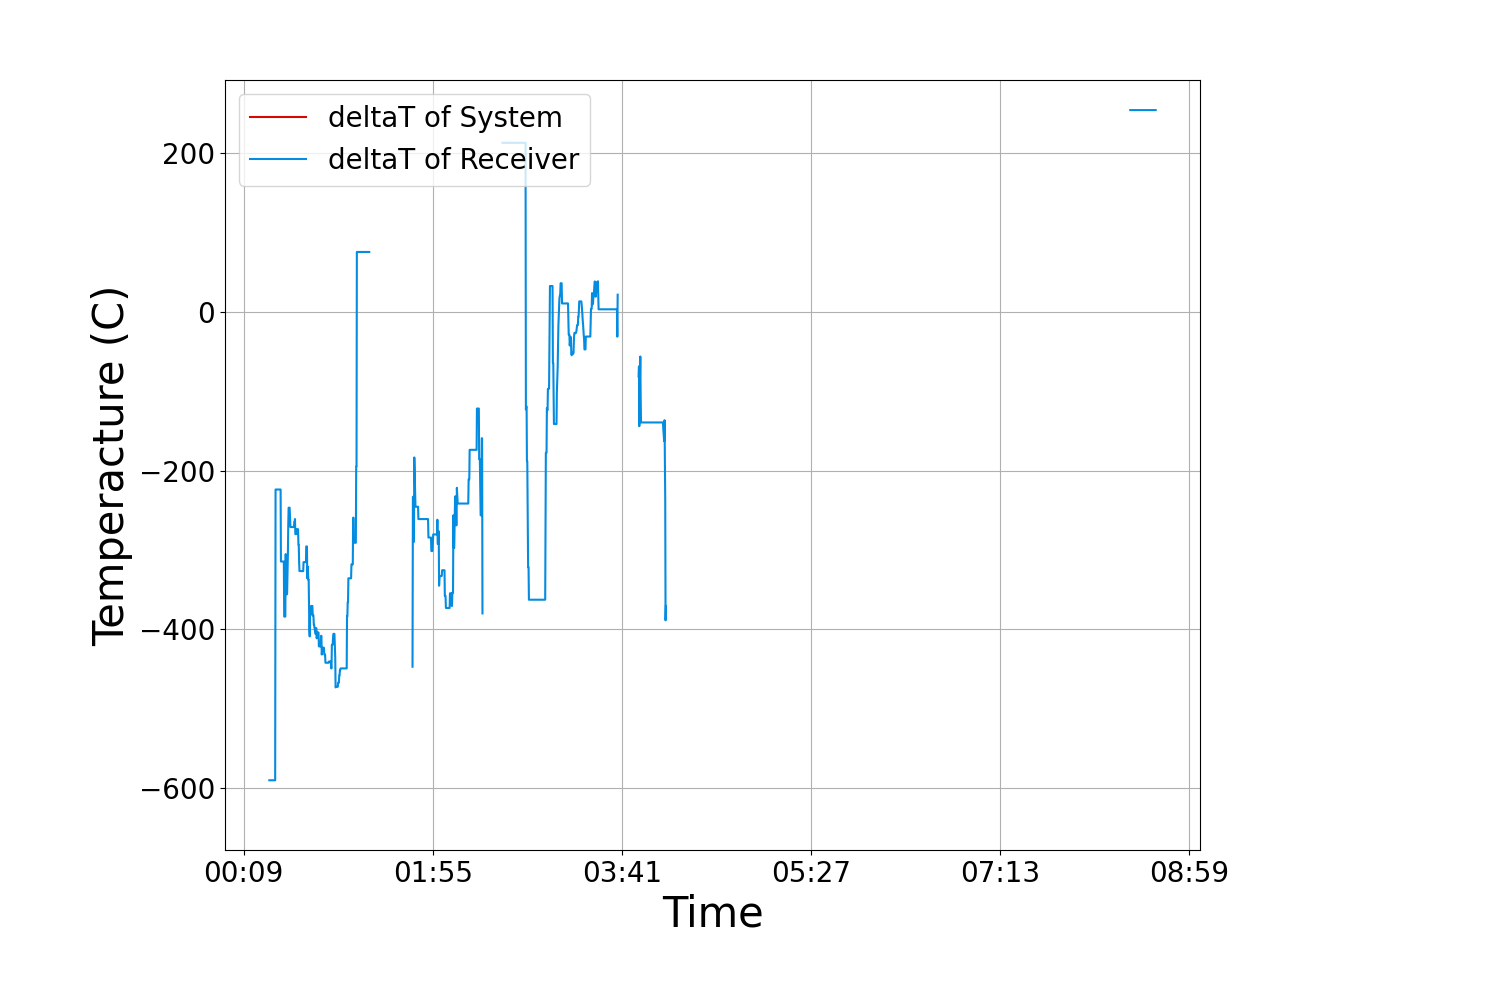 deltaT of System
deltaT of Receiver
200
0
−200
−400
−600
Temperacture (C)
00:09 01:55 03:41 05:27 07:13 08:59
Time